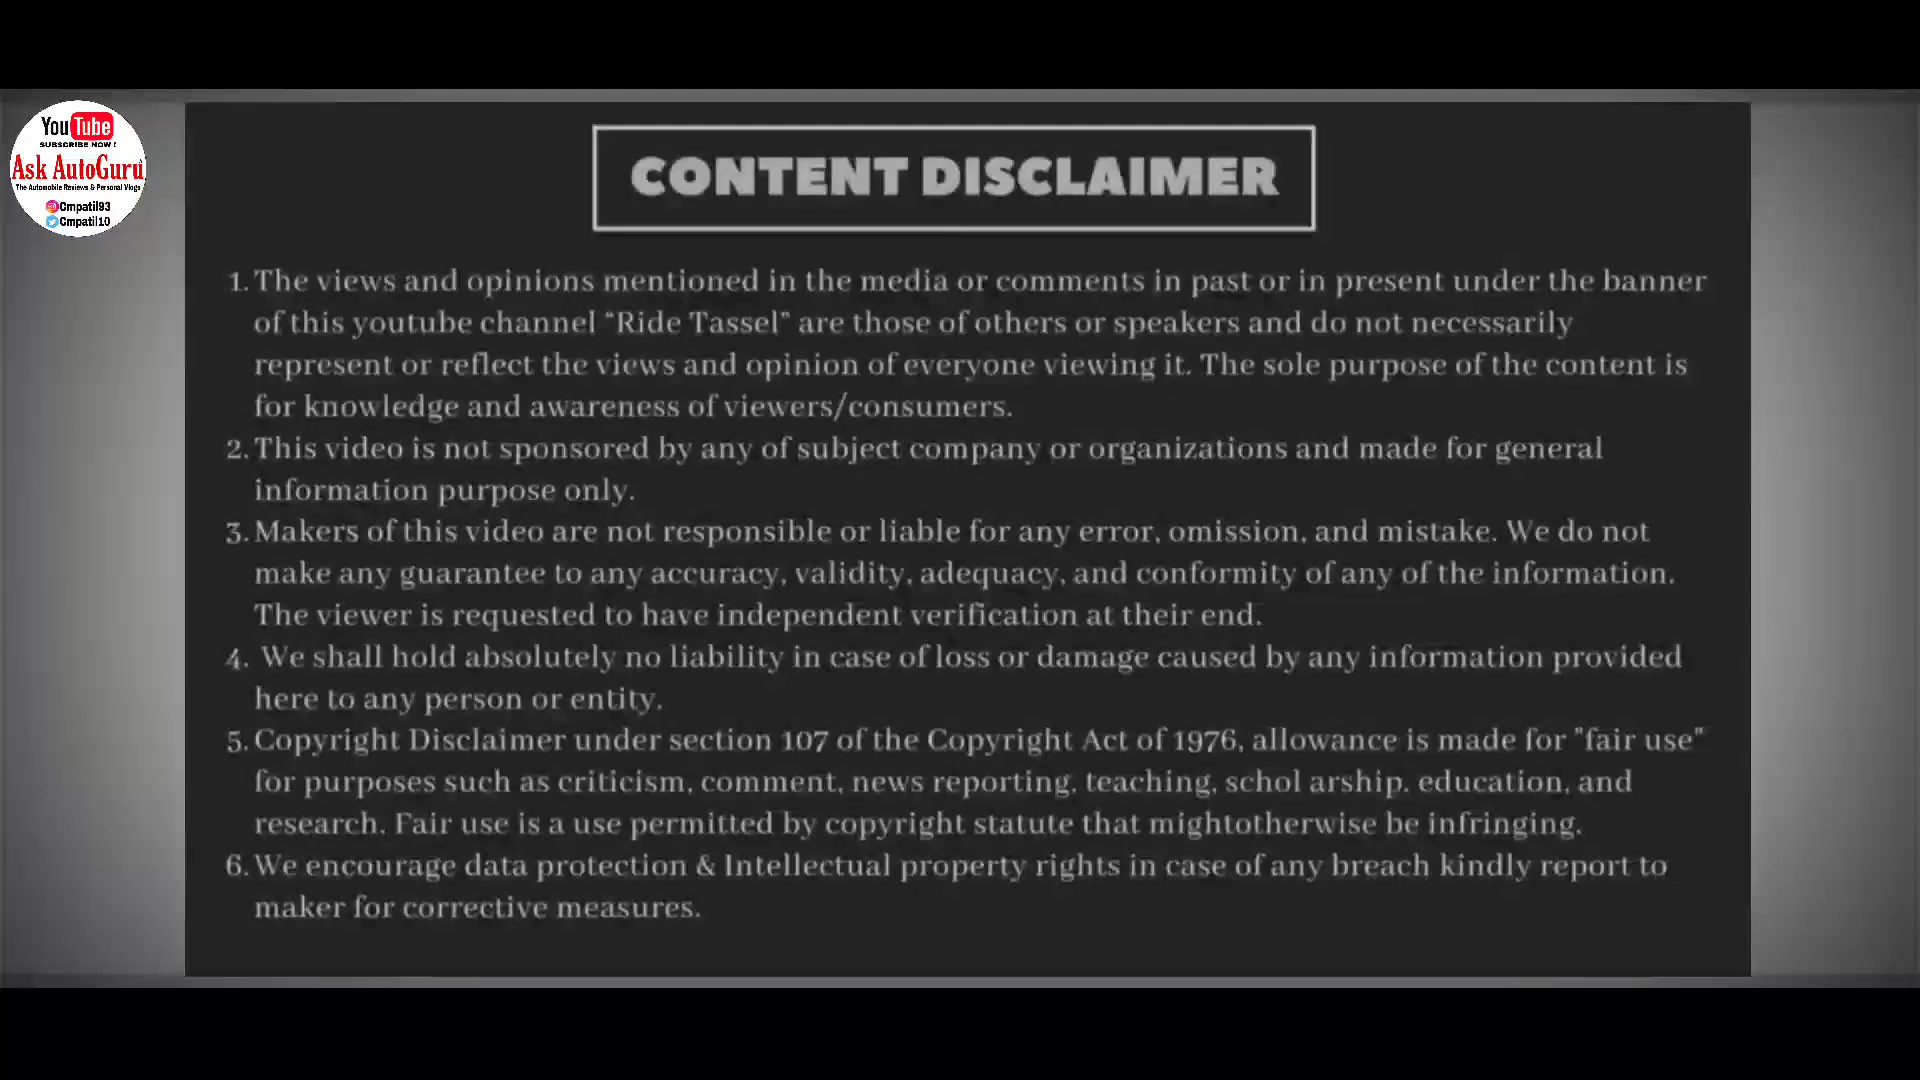 YouTube
SUBSCRIBE NOW !
Ask AutoGuru
The Automobile Reviews & Personal Vlogs
Cmpatil93
Cmpatil10
CONTENT DISCLAIMER
1. The views and opinions mentioned in the media or comments in past or in present under the banner
of this youtube channel “Ride Tassel” are those of others or speakers and do not necessarily
represent or reflect the views and opinion of everyone viewing it. The sole purpose of the content is
for knowledge and awareness of viewers/consumers.
2. This video is not sponsored by any of subject company or organizations and made for general
information purpose only.
3. Makers of this video are not responsible or liable for any error, omission, and mistake. We do not
make any guarantee to any accuracy, validity, adequacy, and conformity of any of the information.
The viewer is requested to have independent verification at their end.
4. We shall hold absolutely no liability in case of loss or damage caused by any information provided
here to any person or entity.
5. Copyright Disclaimer under section 107 of the Copyright Act of 1976, allowance is made for "fair use"
for purposes such as criticism, comment, news reporting, teaching, schol arship, education, and
research. Fair use is a use permitted by copyright statute that mightotherwise be infringing.
6. We encourage data protection & Intellectual property rights in case of any breach kindly report to
maker for corrective measures.